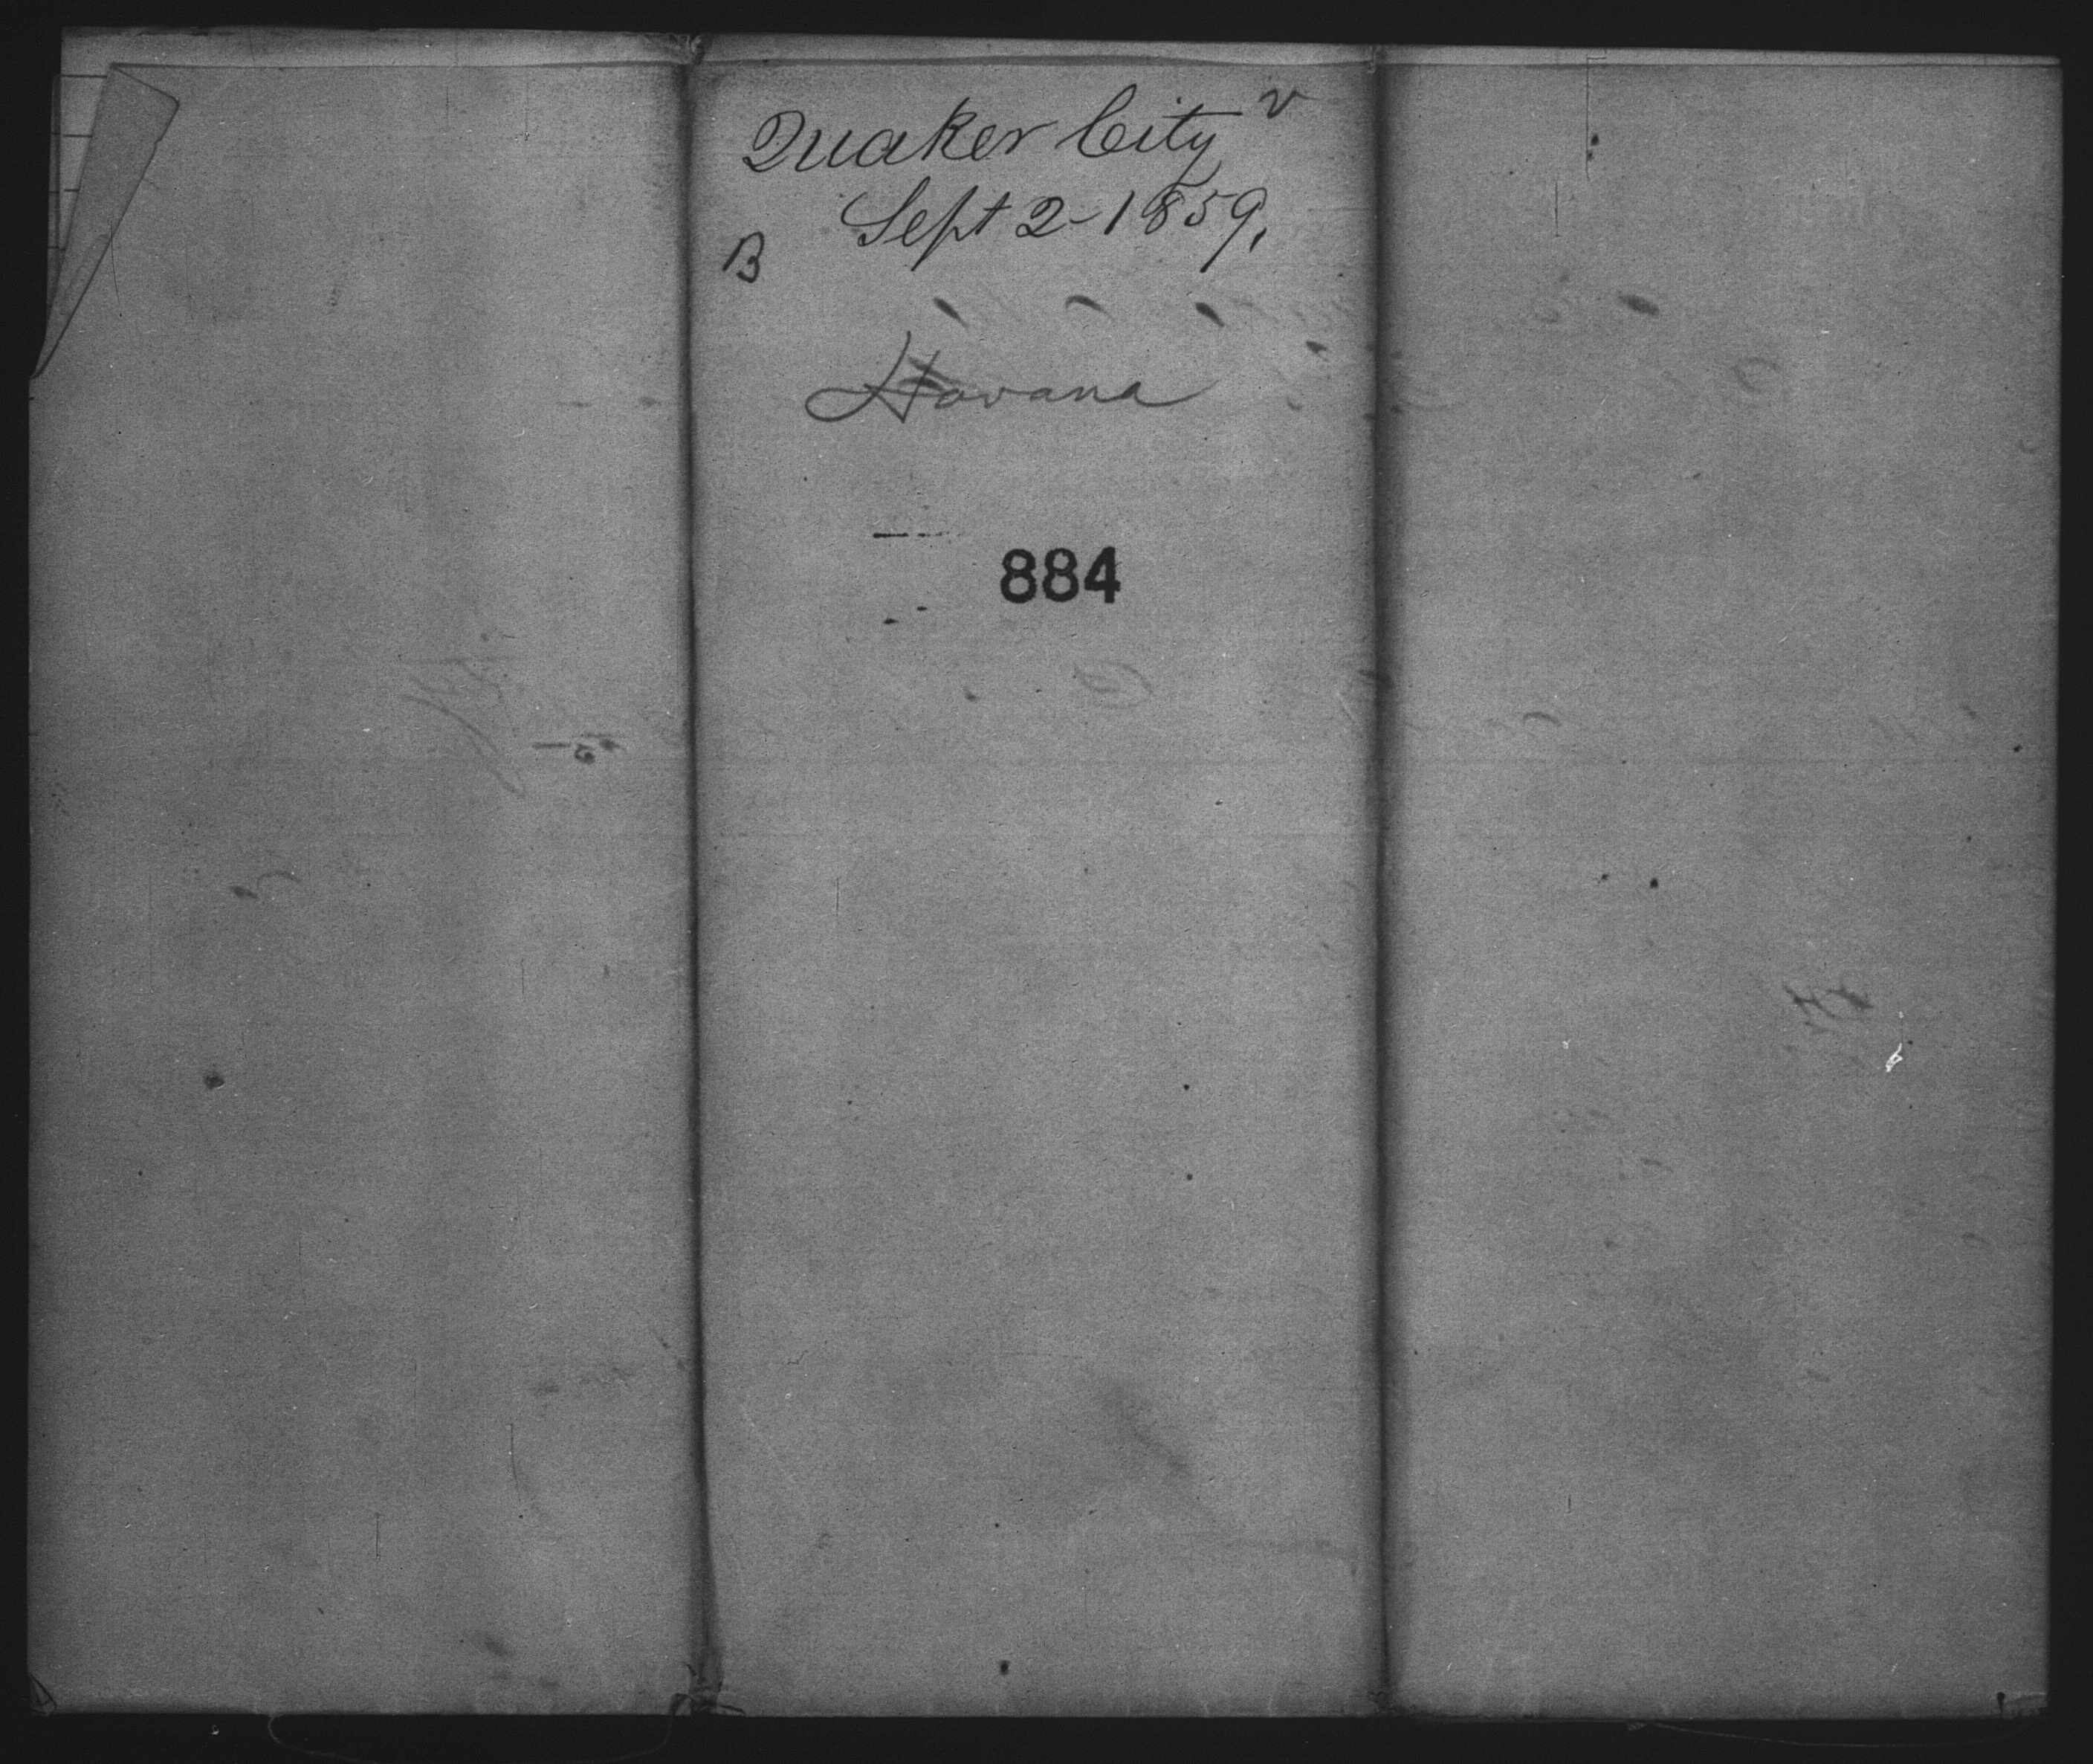 Quaker City v
Sept 2-1859,
B
Havana
884